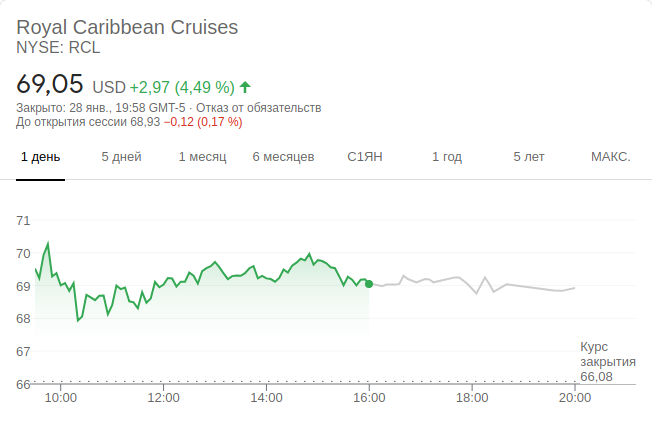 Royal Caribbean Cruises
NYSE: RCL
69,05 USD +2,97 (4,49 %)
Закрыто: 28 янв., 19:58 GMT-5 · Отказ от обязательств
До открытия сессии 68,93 −0,12 (0,17 %)
1 день 5 дней 1 месяц 6 месяцев С1ЯН 1 год 5 лет МАКС.
71
70
69
68
67
66
Курс
закрытия
66,08
10:00 12:00 14:00 16:00 18:00 20:00